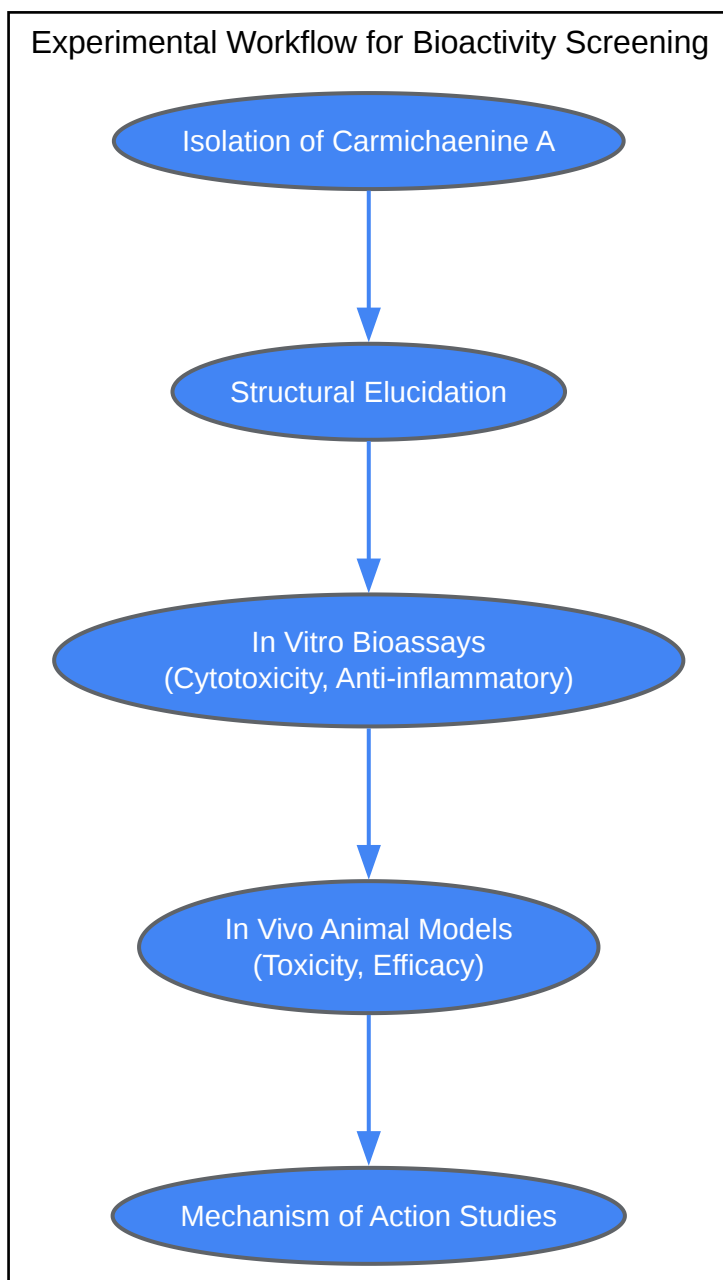 Experimental Workflow for Bioactivity Screening
Isolation of Carmichaenine A
Structural Elucidation
In Vitro Bioassays
(Cytotoxicity, Anti-inflammatory)
In Vivo Animal Models
(Toxicity, Efficacy)
Mechanism of Action Studies